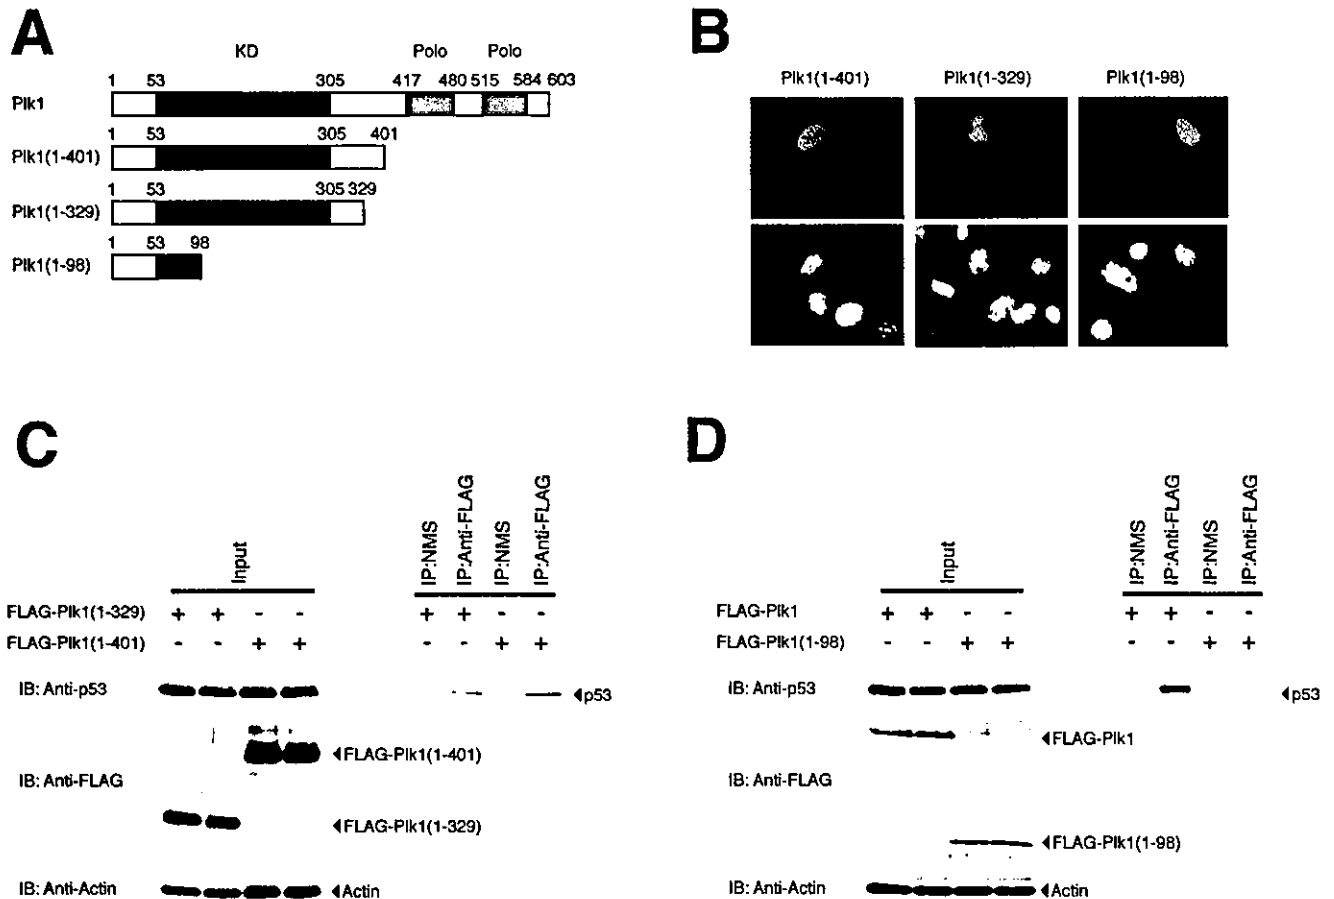 A
KD Polo Polo
1 53 305 417 480 515 584 603
Plk1
1 53 305 401
Plk1(1-401)
1 53 305 329
Plk1(1-329)
1 53 98
Plk1(1-98)
B
Plk1(1-401) Plk1(1-329) Plk1(1-98)
C
Input
IP:NMS
IP:Anti-FLAG
IP:NMS
IP:Anti-FLAG
FLAG-Plk1(1-329) + + - - + + - -
FLAG-Plk1(1-401) - - + + - - + +
IB: Anti-p53
p53
FLAG-Plk1(1-401)
IB: Anti-FLAG
FLAG-Plk1(1-329)
IB: Anti-Actin
Actin
D
Input
IP:NMS
IP:Anti-FLAG
IP:NMS
IP:Anti-FLAG
FLAG-Plk1 + + - - + + - -
FLAG-Plk1(1-98) - - + + - - + +
IB: Anti-p53
p53
FLAG-Plk1
IB: Anti-FLAG
FLAG-Plk1(1-98)
IB: Anti-Actin
Actin